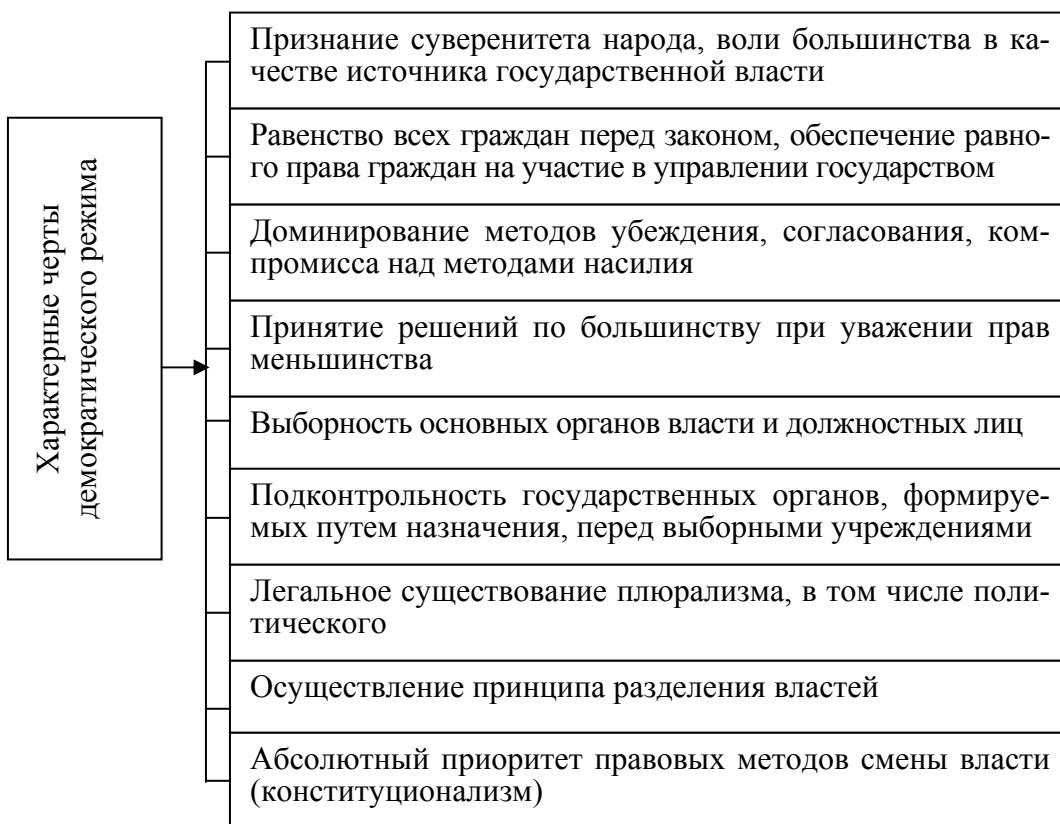 Характерные черты
демократического режима
Признание суверенитета народа, воли большинства в ка-
честве источника государственной власти
Равенство всех граждан перед законом, обеспечение равно-
го права граждан на участие в управлении государством
Доминирование методов убеждения, согласования, ком-
промисса над методами насилия
Принятие решений по большинству при уважении прав
меньшинства
Выборность основных органов власти и должностных лиц
Подконтрольность государственных органов, формируе-
мых путем назначения, перед выборными учреждениями
Легальное существование плюрализма, в том числе поли-
тического
Осуществление принципа разделения властей
Абсолютный приоритет правовых методов смены власти
(конституционализм)